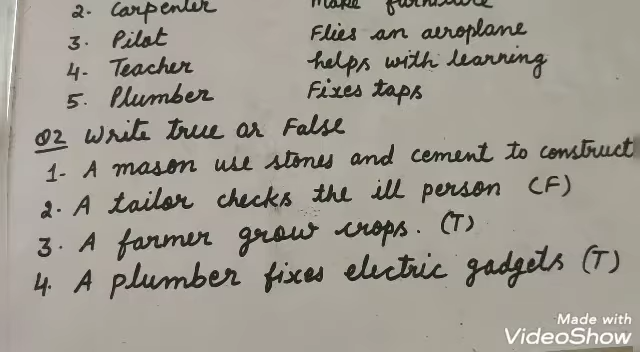 2. Carpenter make furniture
3. Pilot Flies an aeroplane
4- Teacher helps with learning
5. Plumber Fixes taps
Q2 Write true or False
1- A mason use stones and cement to construct
2. A tailor checks the ill person (F)
3. A farmer grow crops. (T)
4. A plumber fixes electric gadgets (T)
Made with
VideoShow